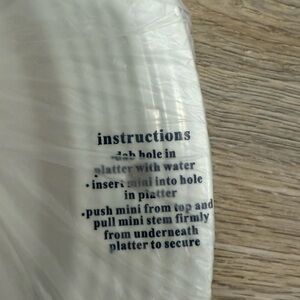 instructions
•dab hole in
platter with water
•insert mini into hole
in platter
•push mini from top and
pull mini stem firmly
from underneath
platter to secure